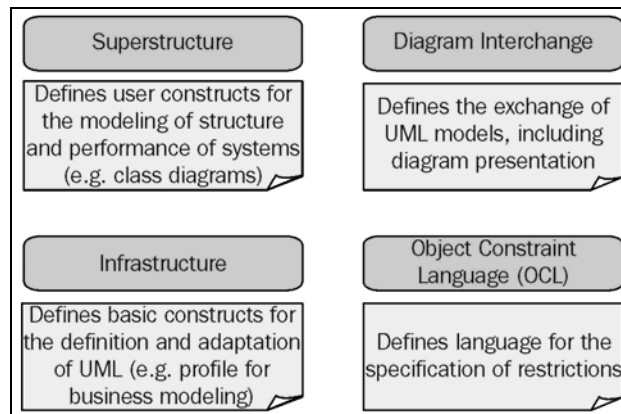 Superstructure
Defines user constructs for
the modeling of structure
and performance of systems
(e.g. class diagrams)
Diagram Interchange
Defines the exchange of
UML models, including
diagram presentation
Infrastructure
Defines basic constructs for
the definition and adaptation
of UML (e.g. profile for
business modeling)
Object Constraint
Language (OCL)
Defines language for the
specification of restrictions